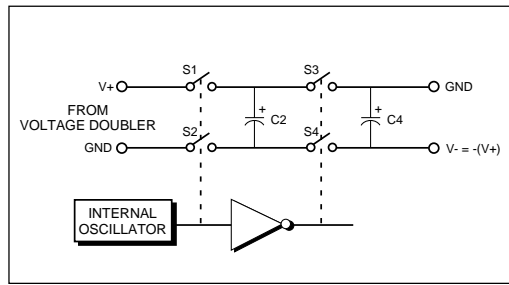 S1
S3
V+
GND
FROM
VOLTAGE DOUBLER
+
C2
+
C4
S2
S4
GND
V- = -(V+)
INTERNAL
OSCILLATOR